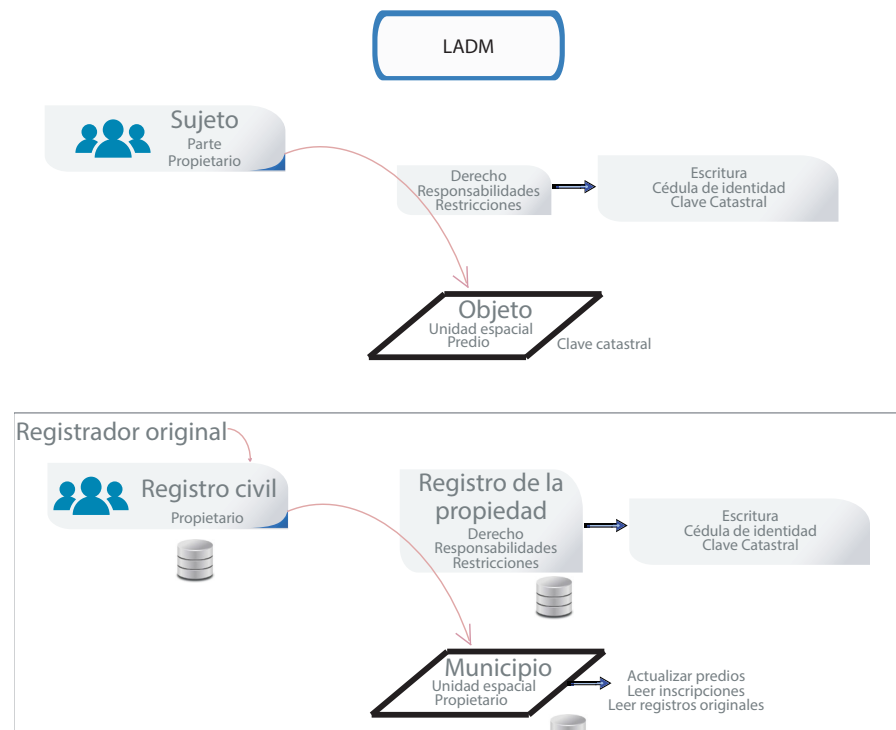 LADM
Sujeto
Parte
Propietario
Derecho
Responsabilidades
Restricciones
Escritura
Cédula de identidad
Clave Catastral
Objeto
Unidad espacial
Predio
Clave catastral
Registrador original
Registro civil
Propietario
Registro de la
propiedad
Derecho
Responsabilidades
Restricciones
Escritura
Cédula de identidad
Clave Catastral
Municipio
Unidad espacial
Propietario
Actualizar predios
Leer inscripciones
Leer registros originales